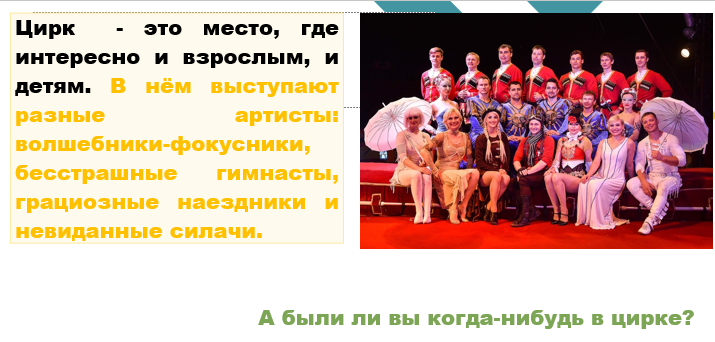 Цирк - это место, где
интересно и взрослым, и
детям. В нём выступают
разные артисты:
волшебники-фокусники,
бесстрашные гимнасты,
грациозные наездники и
невиданные силачи.
А были ли вы когда-нибудь в цирке?